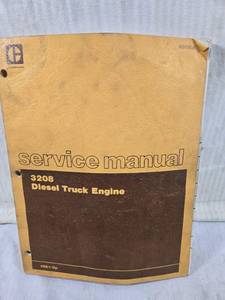 service manual
3208
Diesel Truck Engine